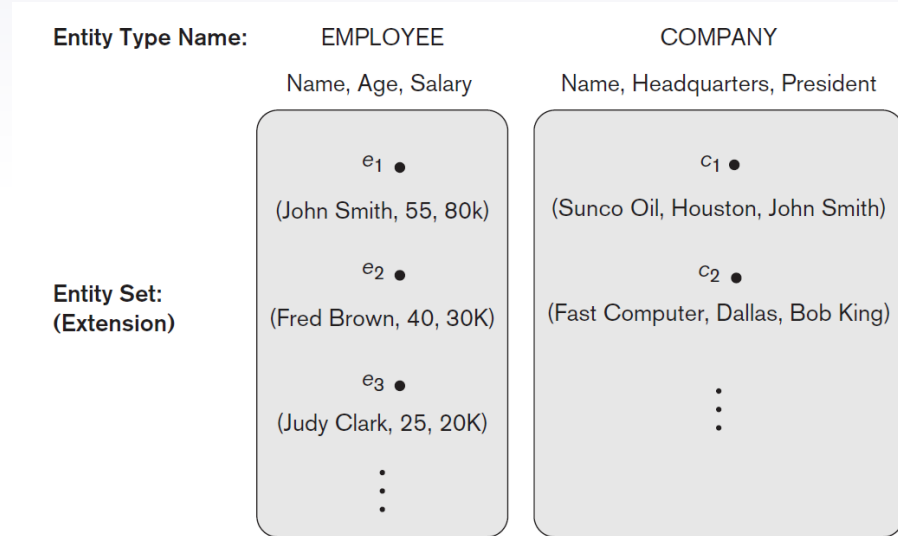 Entity Type Name: EMPLOYEE COMPANY
Name, Age, Salary Name, Headquarters, President
e1 • c1 •
(John Smith, 55, 80k) (Sunco Oil, Houston, John Smith)
e2 • c2 •
Entity Set:
(Extension)
(Fred Brown, 40, 30K) (Fast Computer, Dallas, Bob King)
e3 •
(Judy Clark, 25, 20K)